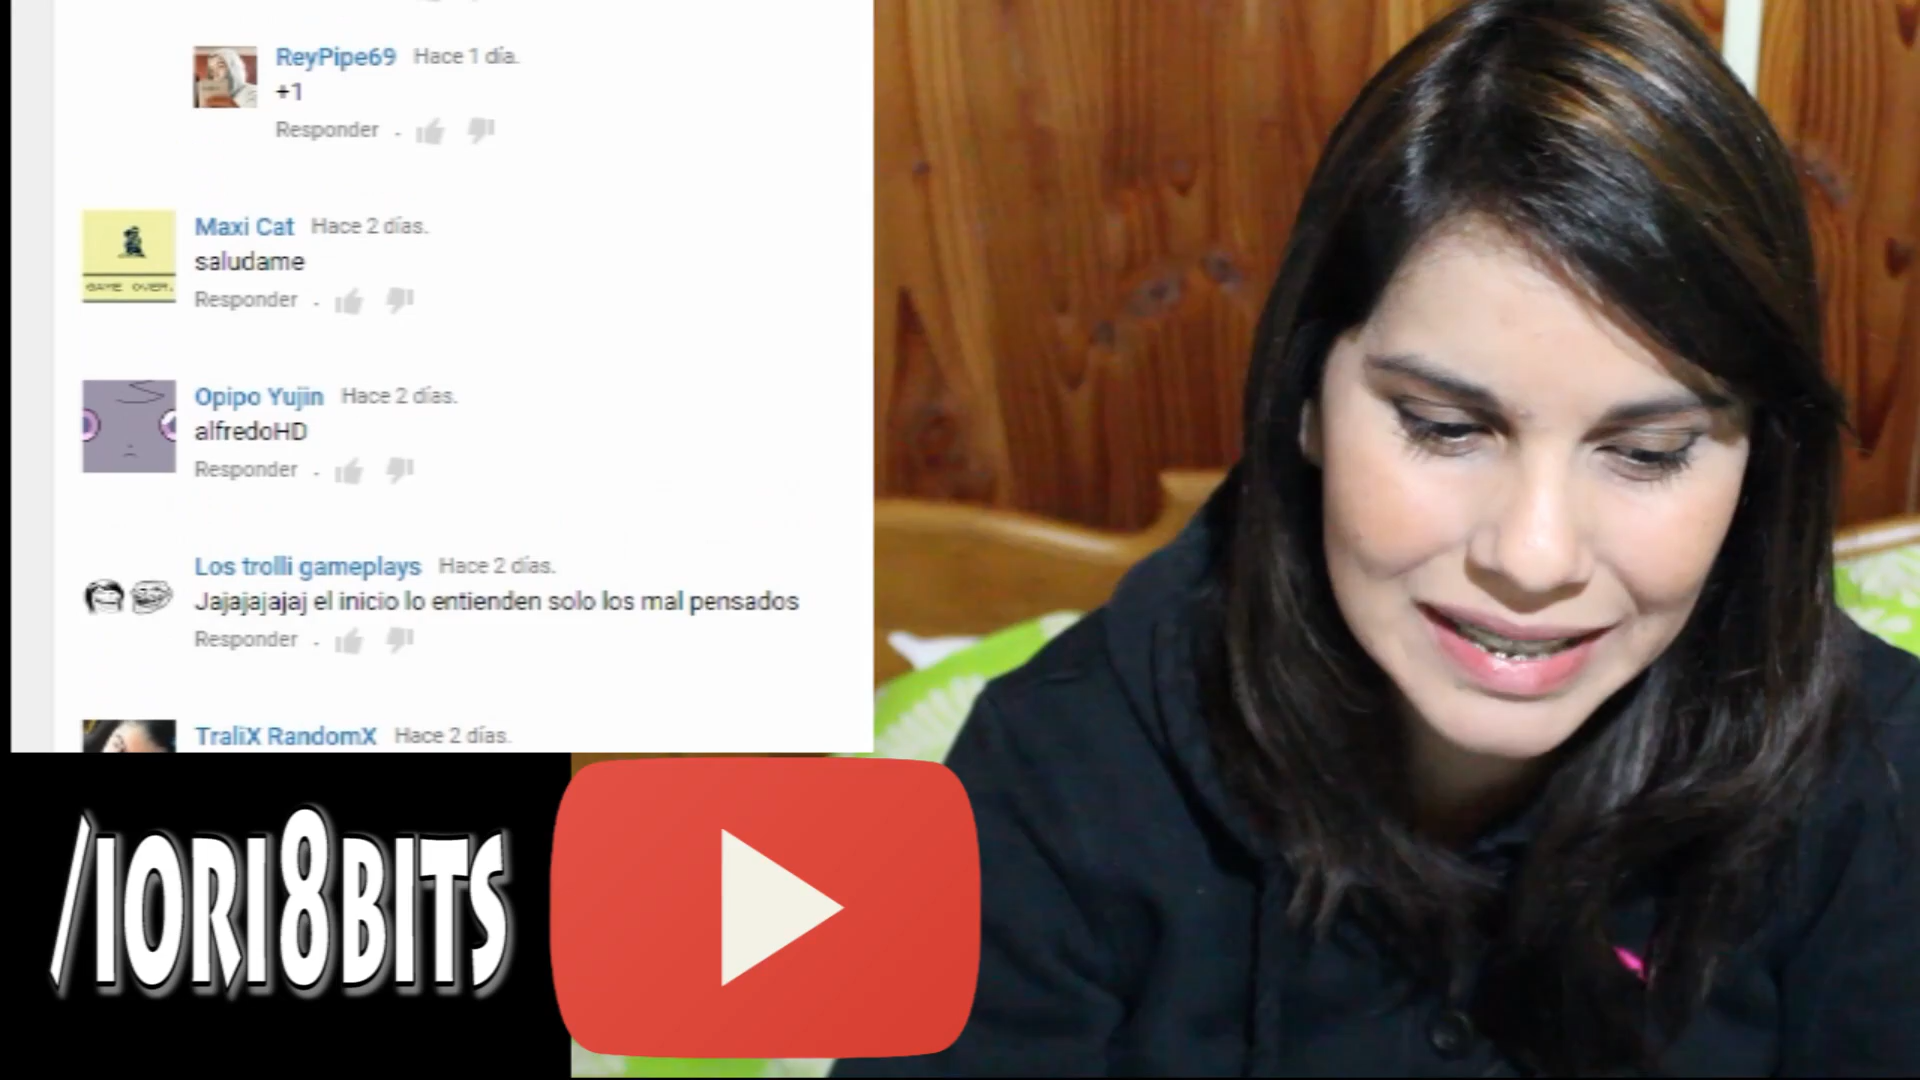 ReyPipe69 Hace 1 día.
+1
Responder .
Maxi Cat Hace 2 días.
saludame
Responder .
GAME OVER.
Opipo Yujin Hace 2 días.
alfredoHD
Responder .
Los trolli gameplays Hace 2 días.
Jajajajajaj el inicio lo entienden solo los mal pensados
Responder .
TraliX RandomX Hace 2 días.
/IORI8BITS